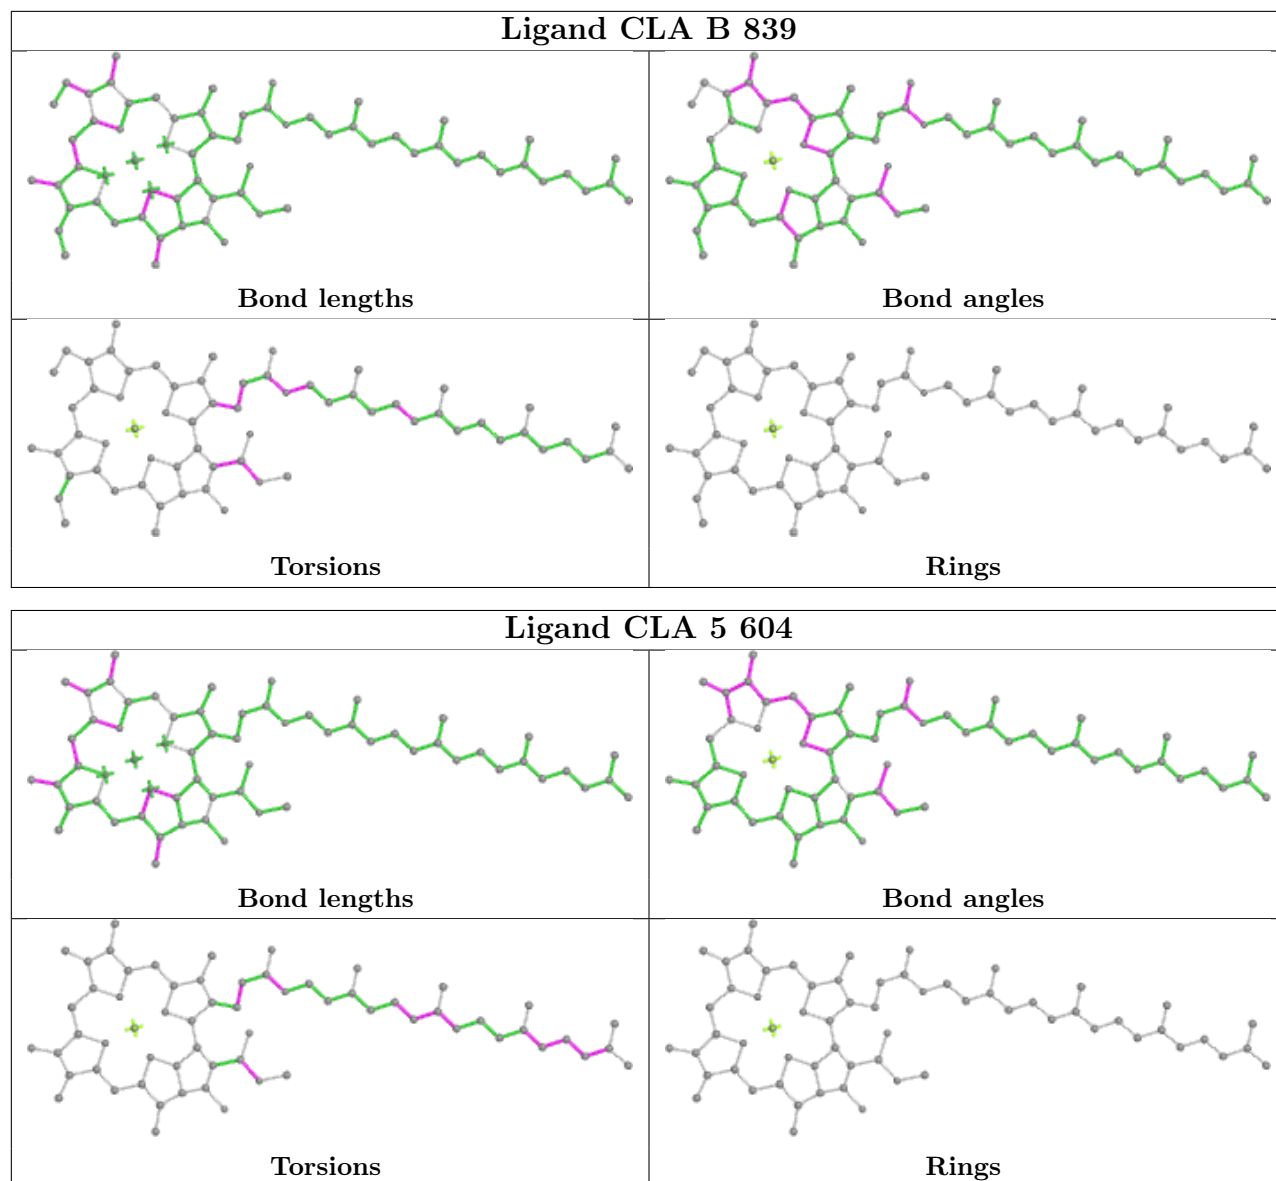 Ligand CLA B 839
Bond lengths
Bond angles
Torsions
Rings
Ligand CLA 5 604
Bond lengths
Bond angles
Torsions
Rings